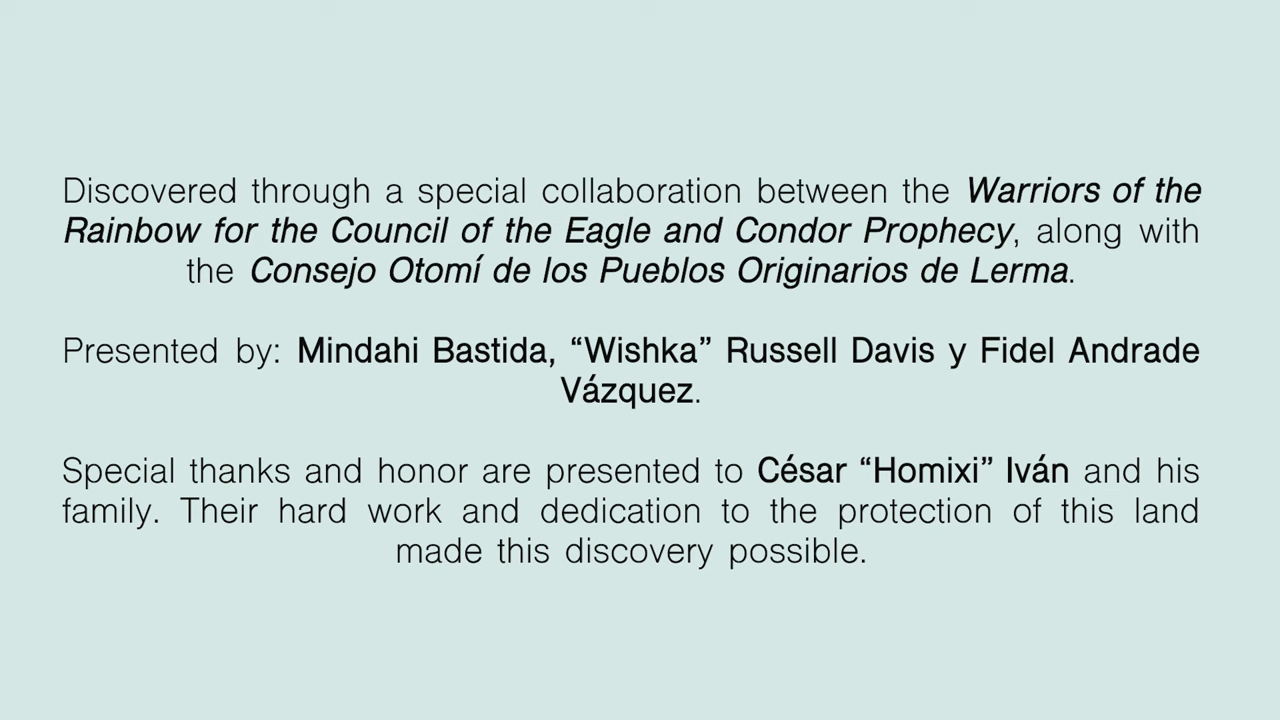 Discovered through a special collaboration between the Warriors of the
Rainbow for the Council of the Eagle and Condor Prophecy, along with
the Consejo Otomí de los Pueblos Originarios de Lerma.
Presented by: Mindahi Bastida, “Wishka” Russell Davis y Fidel Andrade
Vázquez.
Special thanks and honor are presented to César “Homixi” Iván and his
family. Their hard work and dedication to the protection of this land
made this discovery possible.